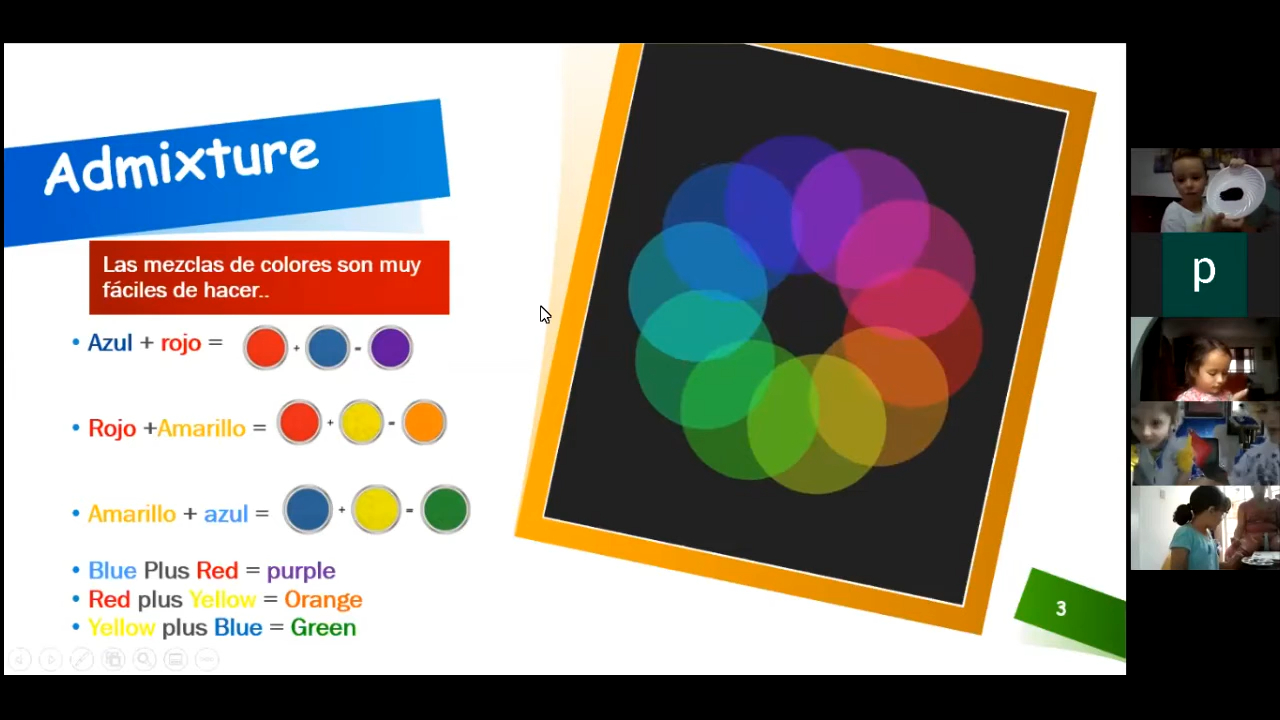 Admixture
Las mezclas de colores son muy
fáciles de hacer..
• Azul + rojo =
+ =
• Rojo +Amarillo =
+ =
• Amarillo + azul =
+ =
• Blue Plus Red = purple
• Red plus Yellow = Orange
• Yellow plus Blue = Green
3
p